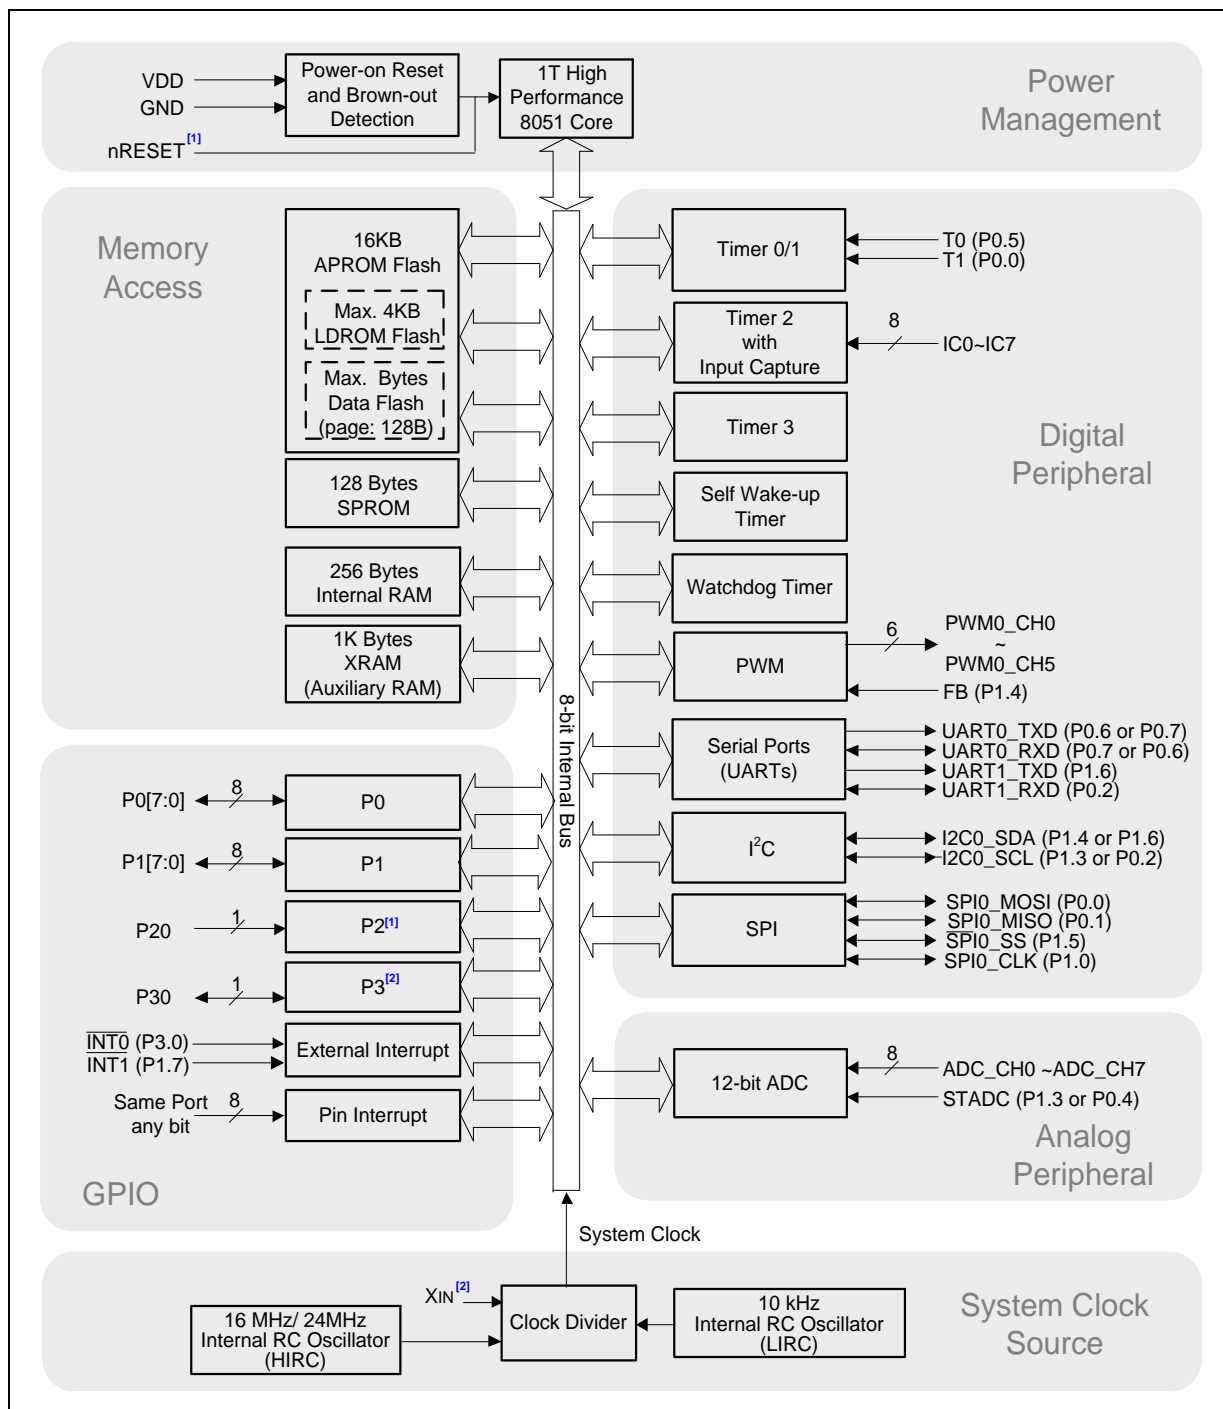 Power Management
VDD
GND
nRESET[1]
Power-on Reset
and Brown-out
Detection
1T High
Performance
8051 Core
Memory
Access
16KB
APROM Flash
Max. 4KB
LDROM Flash
Max. Bytes
Data Flash
(page: 128B)
128 Bytes
SPROM
256 Bytes
Internal RAM
1K Bytes
XRAM
(Auxiliary RAM)
8-bit Internal Bus
Digital
Peripheral
Timer 0/1
T0 (P0.5)
T1 (P0.0)
Timer 2
with
Input Capture
8
IC0~IC7
Timer 3
Self Wake-up
Timer
Watchdog Timer
PWM
6
PWM0_CH0
~
PWM0_CH5
FB (P1.4)
Serial Ports
(UARTs)
UART0_TXD (P0.6 or P0.7)
UART0_RXD (P0.7 or P0.6)
UART1_TXD (P1.6)
UART1_RXD (P0.2)
I2C
I2C0_SDA (P1.4 or P1.6)
I2C0_SCL (P1.3 or P0.2)
SPI
SPI0_MOSI (P0.0)
SPI0_MISO (P0.1)
SPI0_SS (P1.5)
SPI0_CLK (P1.0)
GPIO
P0[7:0]
8
P0
P1[7:0]
8
P1
P20
1
P2[1]
P30
1
P3[2]
INT0 (P3.0)
INT1 (P1.7)
External Interrupt
Same Port
any bit
8
Pin Interrupt
12-bit ADC
8
ADC_CH0 ~ADC_CH7
STADC (P1.3 or P0.4)
Analog
Peripheral
System Clock
XIN[2]
16 MHz/ 24MHz
Internal RC Oscillator
(HIRC)
Clock Divider
10 kHz
Internal RC Oscillator
(LIRC)
System Clock
Source